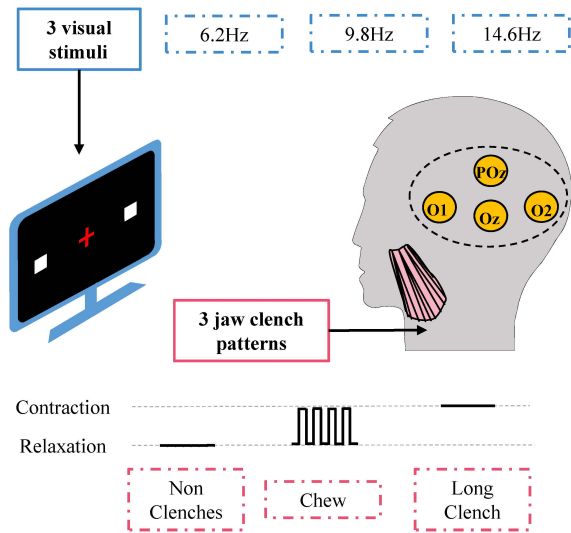 3 visual
stimuli
6.2Hz
9.8Hz
14.6Hz
POz
O1
Oz
O2
3 jaw clench
patterns
Contraction
Relaxation
Non
Clenches
Chew
Long
Clench